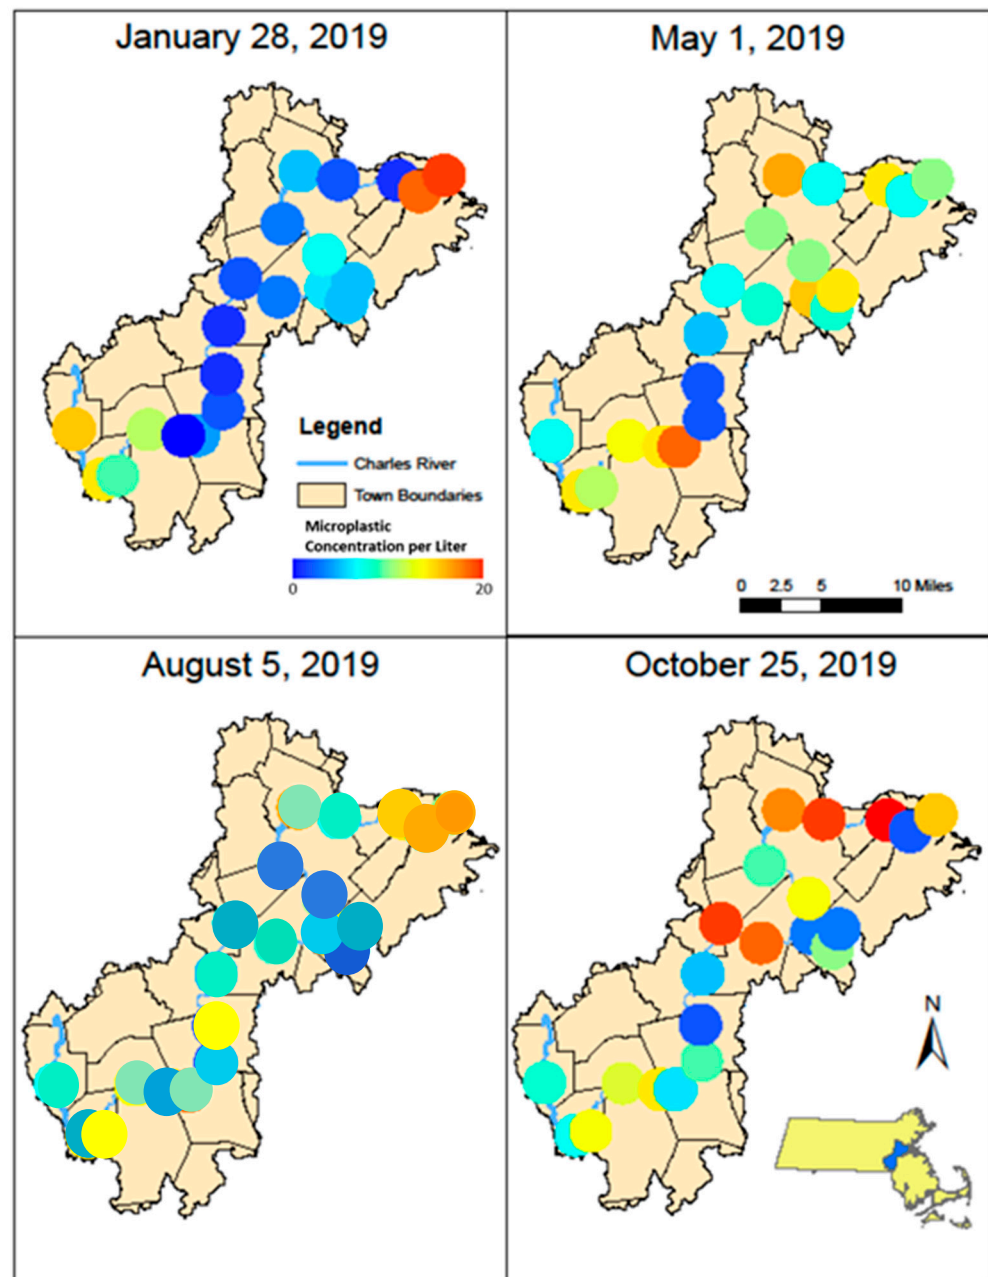 January 28, 2019
May 1, 2019
Legend
Charles River
Town Boundaries
Microplastic
Concentration per Liter
0
20
0 2.5 5 10 Miles
August 5, 2019
October 25, 2019
N